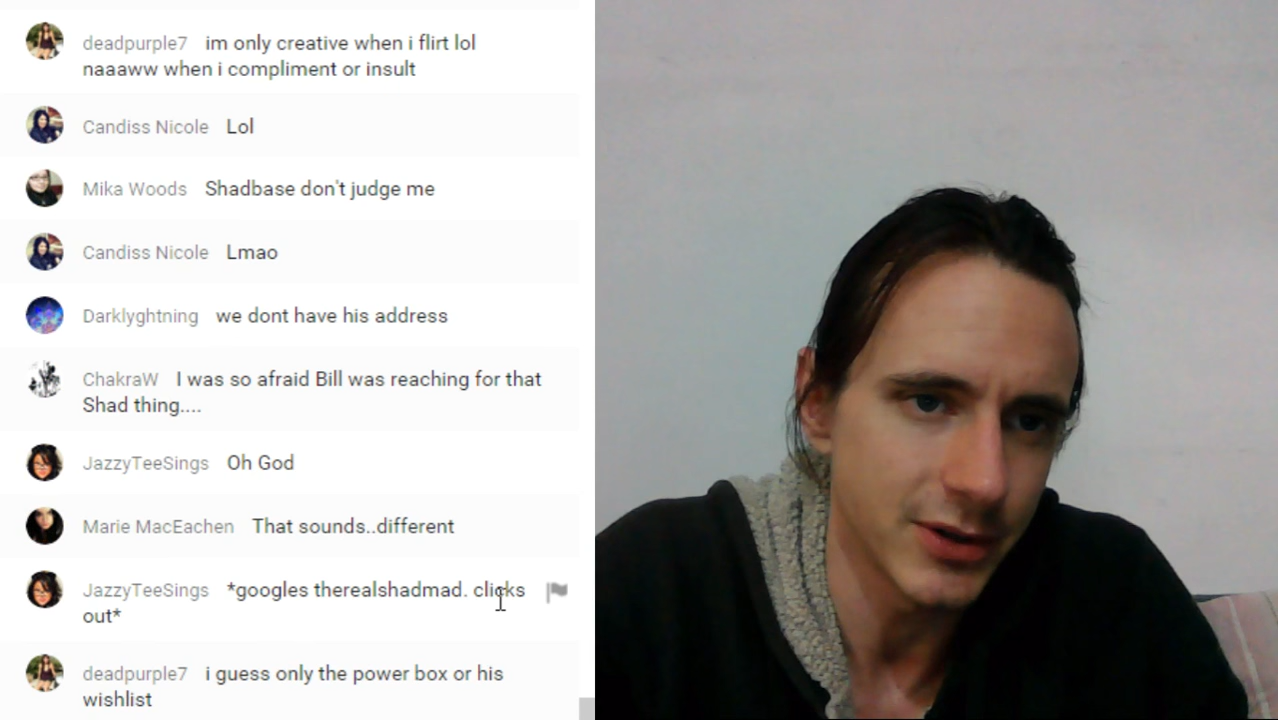 deadpurple7 im only creative when i flirt lol
naaaww when i compliment or insult
Candiss Nicole Lol
Mika Woods Shadbase don't judge me
Candiss Nicole Lmao
Darklyghtning we dont have his address
ChakraW I was so afraid Bill was reaching for that
Shad thing....
JazzyTeeSings Oh God
Marie MacEachen That sounds..different
JazzyTeeSings *googles therealshadmad. clicks
out*
deadpurple7 i guess only the power box or his
wishlist